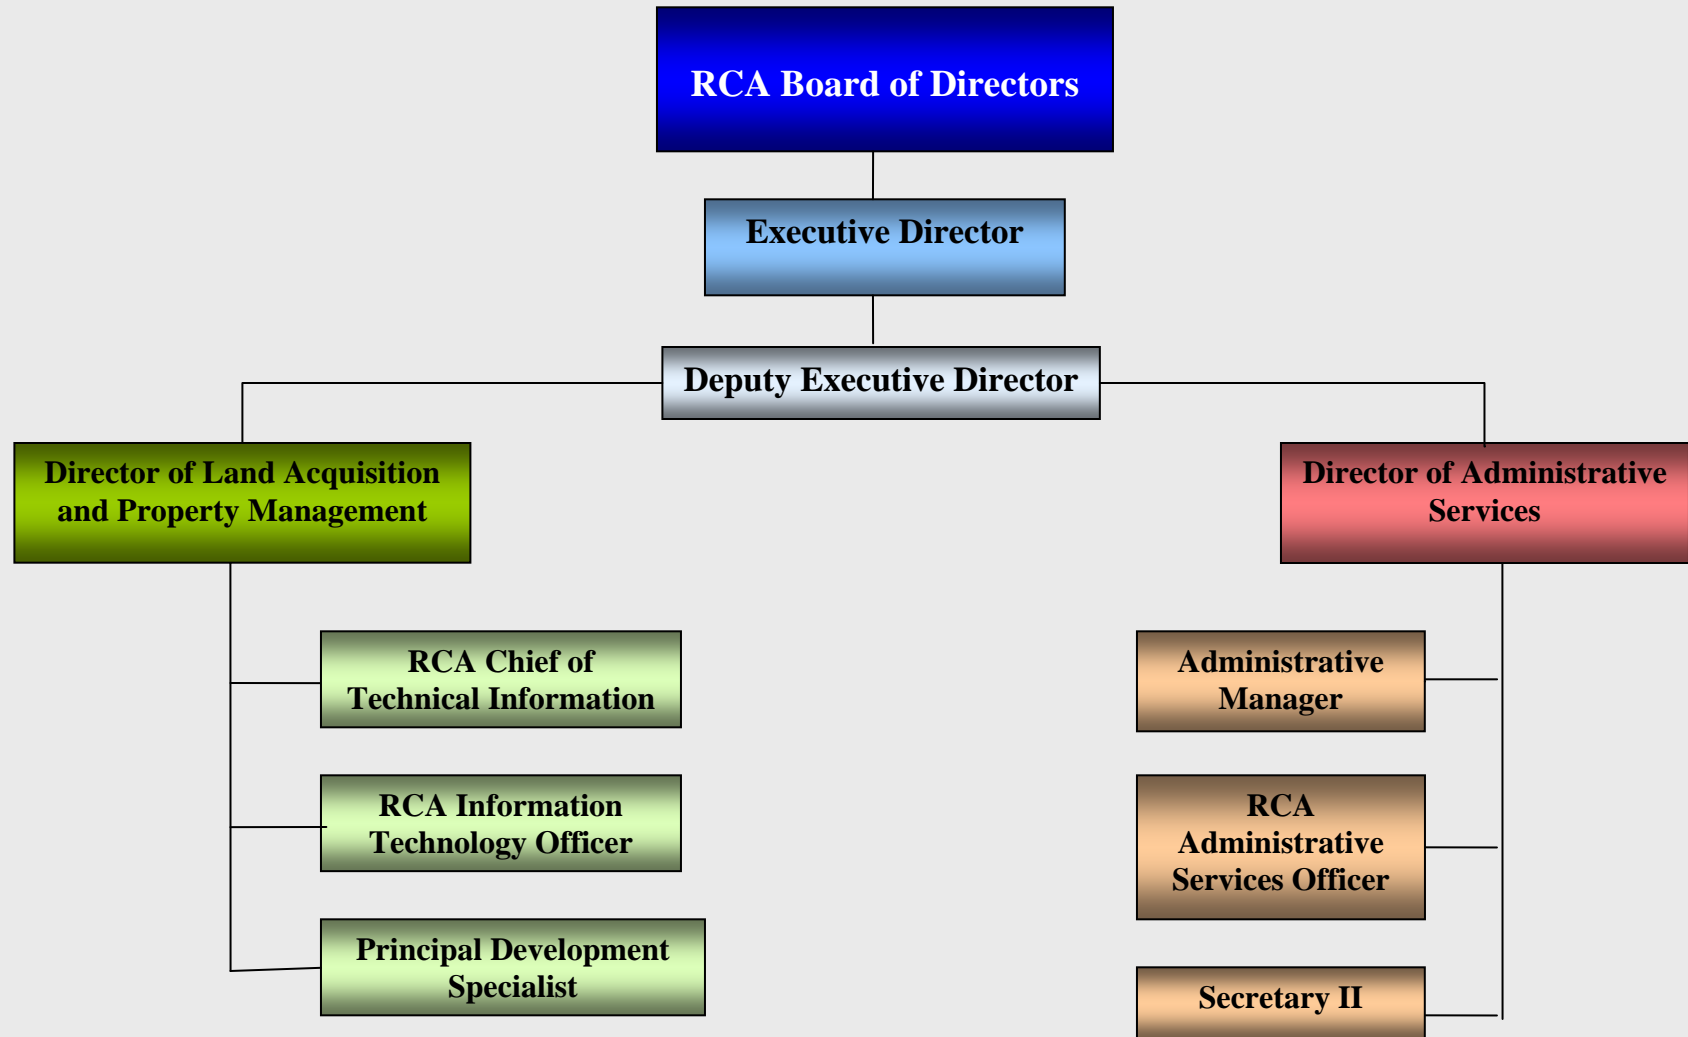 RCA Board of Directors
Executive Director
Deputy Executive Director
Director of Land Acquisition
and Property Management
Director of Administrative
Services
RCA Chief of
Technical Information
Administrative
Manager
RCA Information
Technology Officer
RCA
Administrative
Services Officer
Principal Development
Specialist
Secretary II